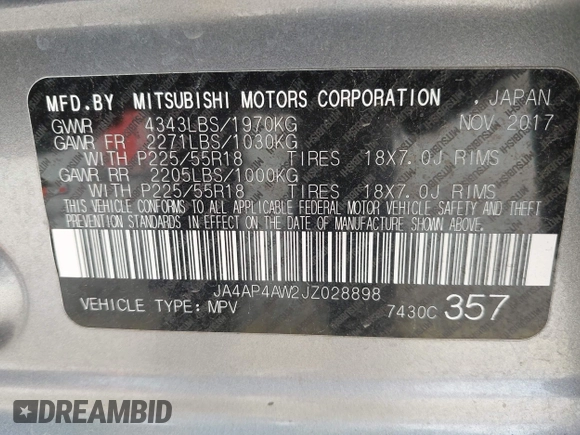 MFD.BY MITSUBISHI MOTORS CORPORATION . JAPAN
GVWR 4343LBS/1970KG NOV 2017
GAWR FR 2271LBS/1030KG
WITH P225/55R18 TIRES 18X7.0J RIMS
GAWR RR 2205LBS/1000KG
WITH P225/55R18 TIRES 18X7.0J RIMS
THIS VEHICLE CONFORMS TO ALL APPLICABLE FEDERAL MOTOR VEHICLE SAFETY AND THEFT
PREVENTION STANDARDS IN EFFECT ON THE DATE OF MANUFACTURE SHOWN ABOVE.
JA4AP4AW2JZ028898
VEHICLE TYPE: MPV 7430C 357
DREAMBID